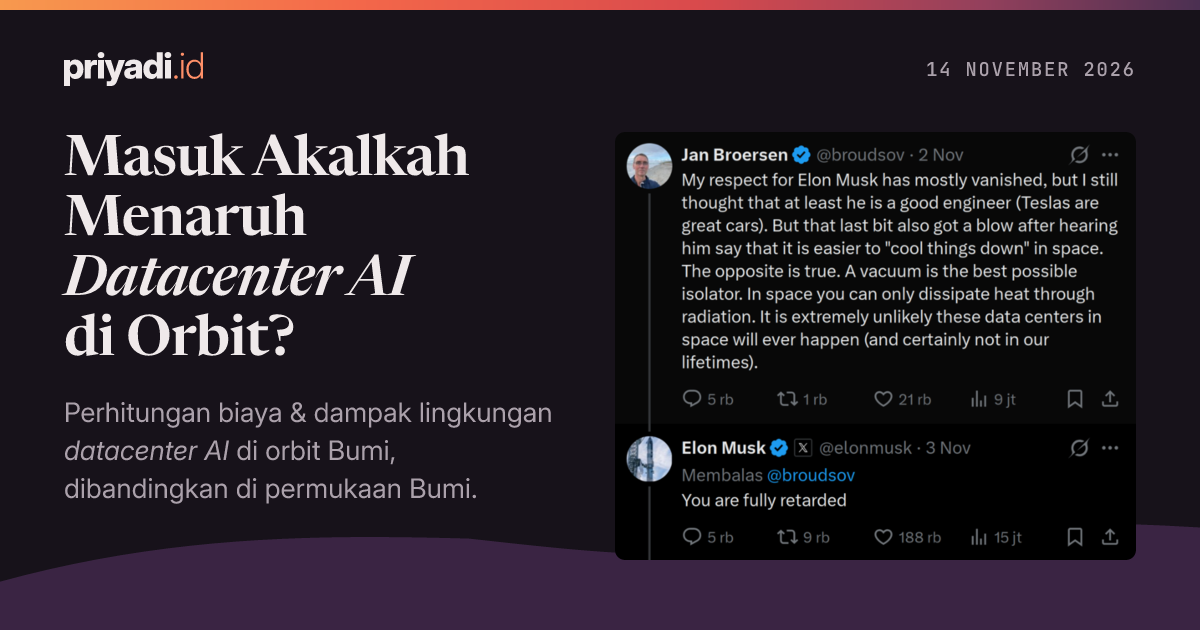 priyadi.id
14 NOVEMBER 2026
Masuk Akalkah
Menaruh
Datacenter AI
di Orbit?
Perhitungan biaya & dampak lingkungan
datacenter AI di orbit Bumi,
dibandingkan di permukaan Bumi.
Jan Broersen @broudsov · 2 Nov
My respect for Elon Musk has mostly vanished, but I still
thought that at least he is a good engineer (Teslas are
great cars). But that last bit also got a blow after hearing
him say that it is easier to "cool things down" in space.
The opposite is true. A vacuum is the best possible
isolator. In space you can only dissipate heat through
radiation. It is extremely unlikely these data centers in
space will ever happen (and certainly not in our
lifetimes).
5 rb 1 rb 21 rb 9 jt
Elon Musk X @elonmusk · 3 Nov
Membalas @broudsov
You are fully retarded
5 rb 9 rb 188 rb 15 jt